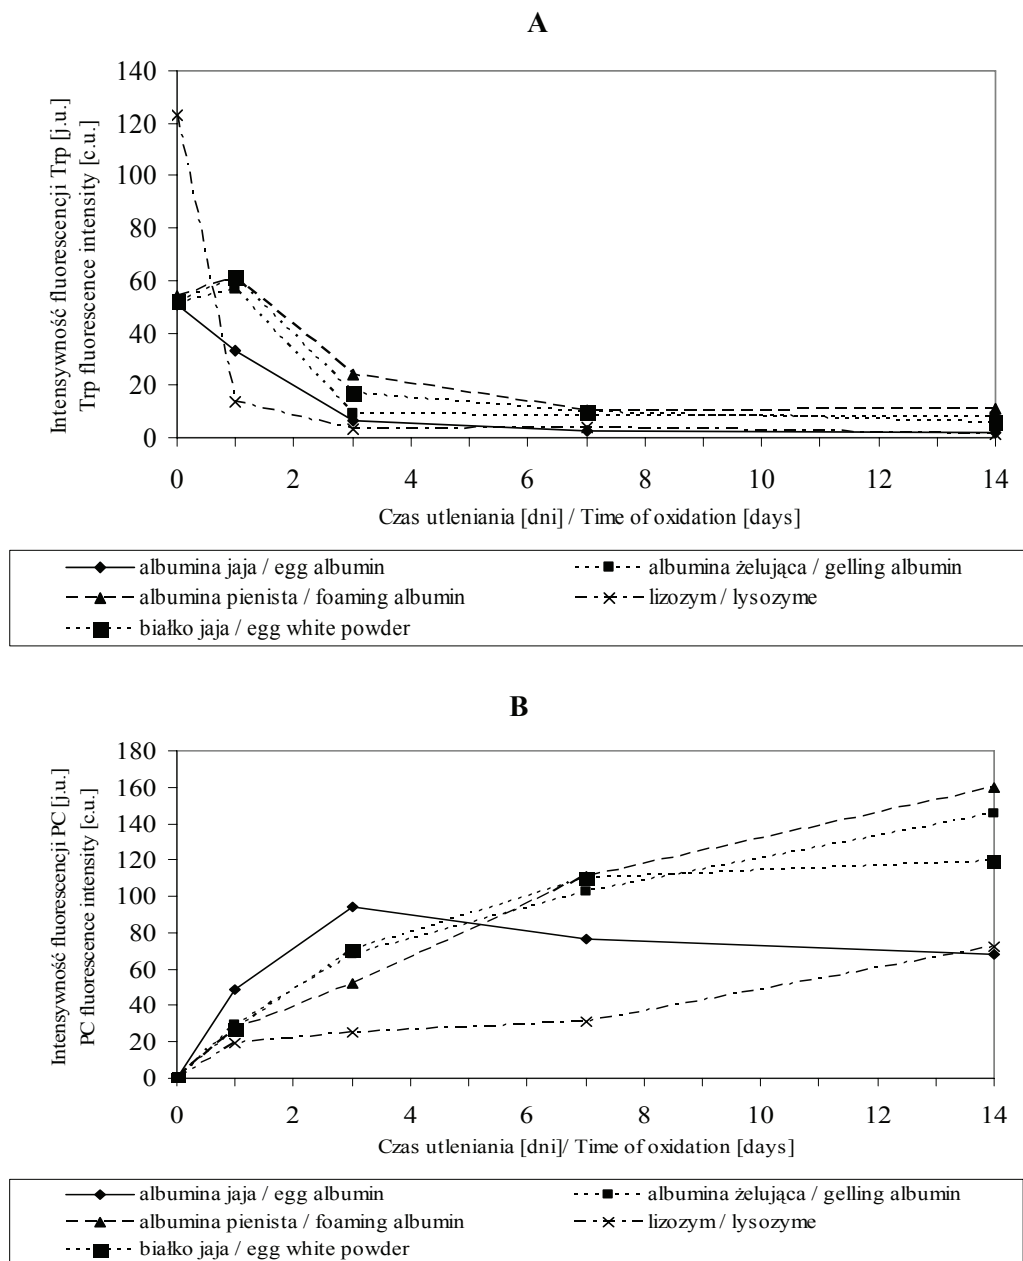 A
Intensywność fluorescencji Trp [j.u.]
Trp fluorescence intensity [c.u.]
140
120
100
80
60
40
20
0
0 2 4 6 8 10 12 14
Czas utleniania [dni] / Time of oxidation [days]
albumina jaja / egg albumin
albumina żelująca / gelling albumin
albumina pienista / foaming albumin
lizozym / lysozyme
białko jaja / egg white powder
B
Intensywność fluorescencji PC [j.u.]
PC fluorescence intensity [c.u.]
180
160
140
120
100
80
60
40
20
0
0 2 4 6 8 10 12 14
Czas utleniania [dni]/ Time of oxidation [days]
albumina jaja / egg albumin
albumina żelująca / gelling albumin
albumina pienista / foaming albumin
lizozym / lysozyme
białko jaja / egg white powder